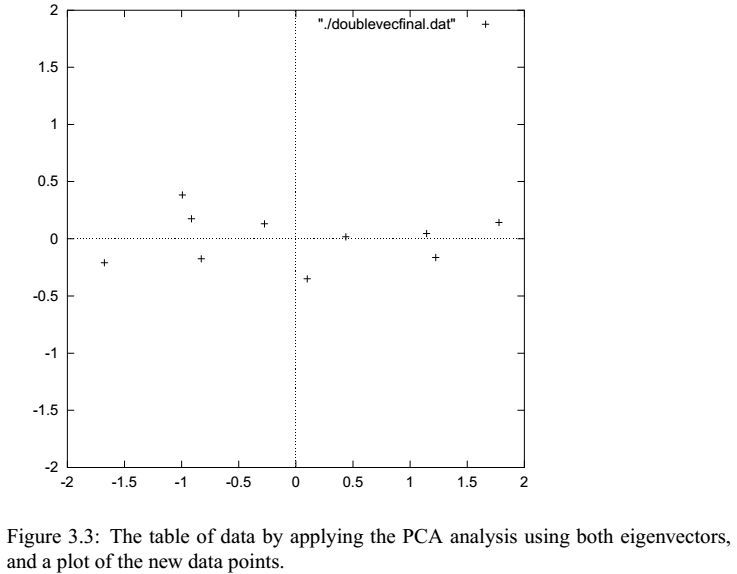 2
"./doublevecfinal.dat"
1.5
1
0.5
0
-0.5
-1
-1.5
-2
-2 -1.5 -1 -0.5 0 0.5 1 1.5 2
Figure 3.3: The table of data by applying the PCA analysis using both eigenvectors,
and a plot of the new data points.